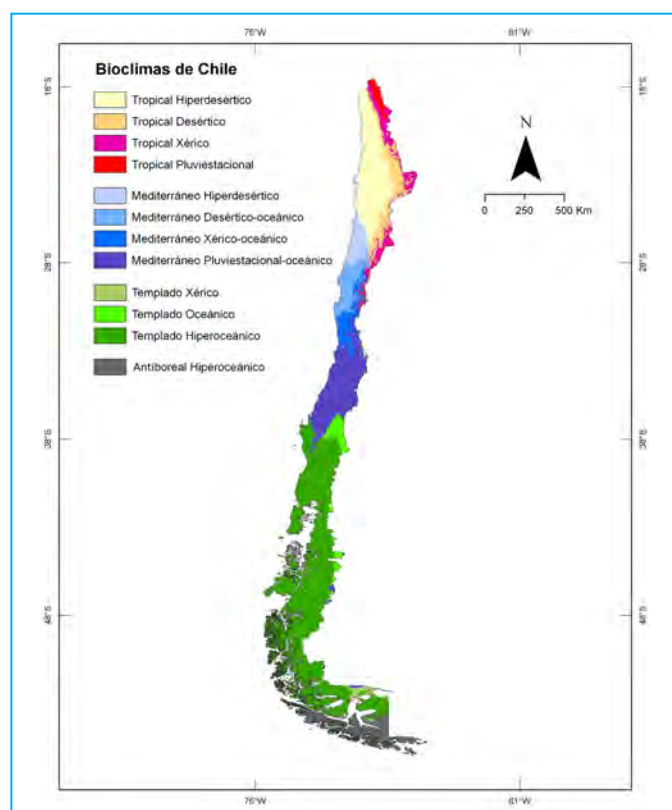 76°W 61°W
Bioclimas de Chile
Tropical Hiperdesértico
Tropical Desértico
Tropical Xérico
Tropical Pluviestacional
Mediterráneo Hiperdesértico
Mediterráneo Desértico-oceánico
Mediterráneo Xérico-oceánico
Mediterráneo Pluviestacional-oceánico
Templado Xérico
Templado Oceánico
Templado Hiperoceánico
Antiboreal Hiperoceánico
N
0 250 500 Km
18°S 18°S
28°S 28°S
38°S 38°S
48°S 48°S
76°W 61°W